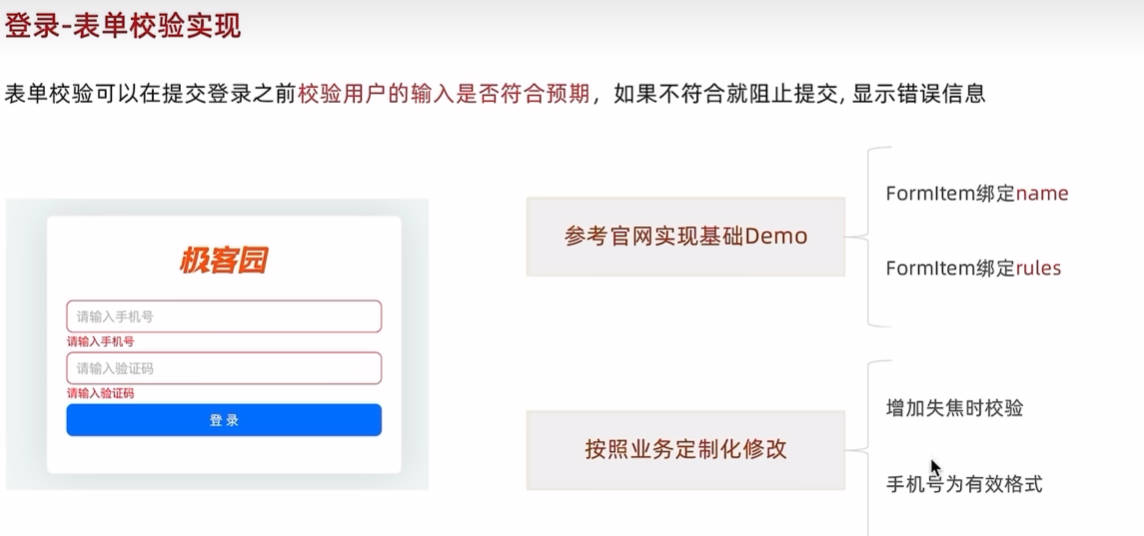 登录-表单校验实现
表单校验可以在提交登录之前校验用户的输入是否符合预期，如果不符合就阻止提交, 显示错误信息
极客园
请输入手机号
请输入手机号
请输入验证码
请输入验证码
登 录
参考官网实现基础Demo
FormItem绑定name
FormItem绑定rules
按照业务定制化修改
增加失焦时校验
手机号为有效格式